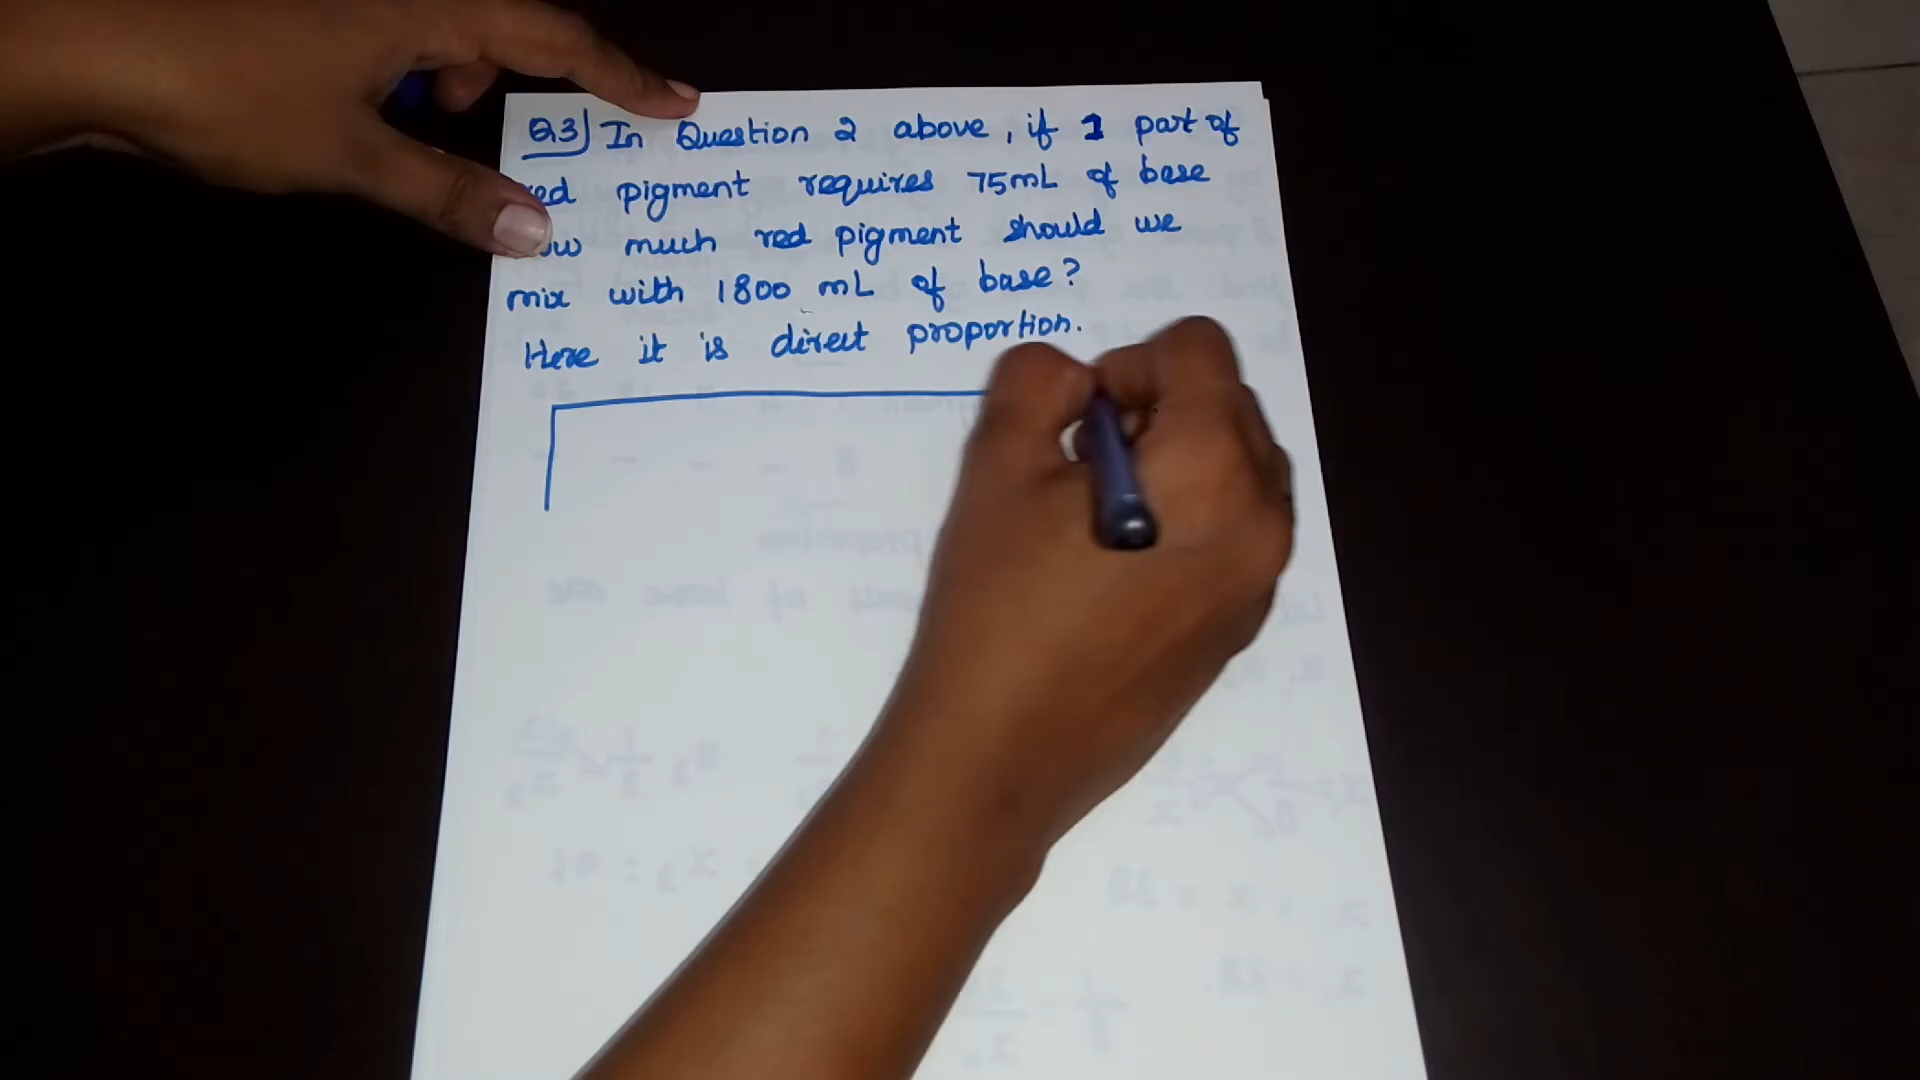 Q3) In Question 2 above, if 1 part of
red pigment requires 75mL of base
how much red pigment should we
mix with 1800 mL of base?
Here it is direct proportion.